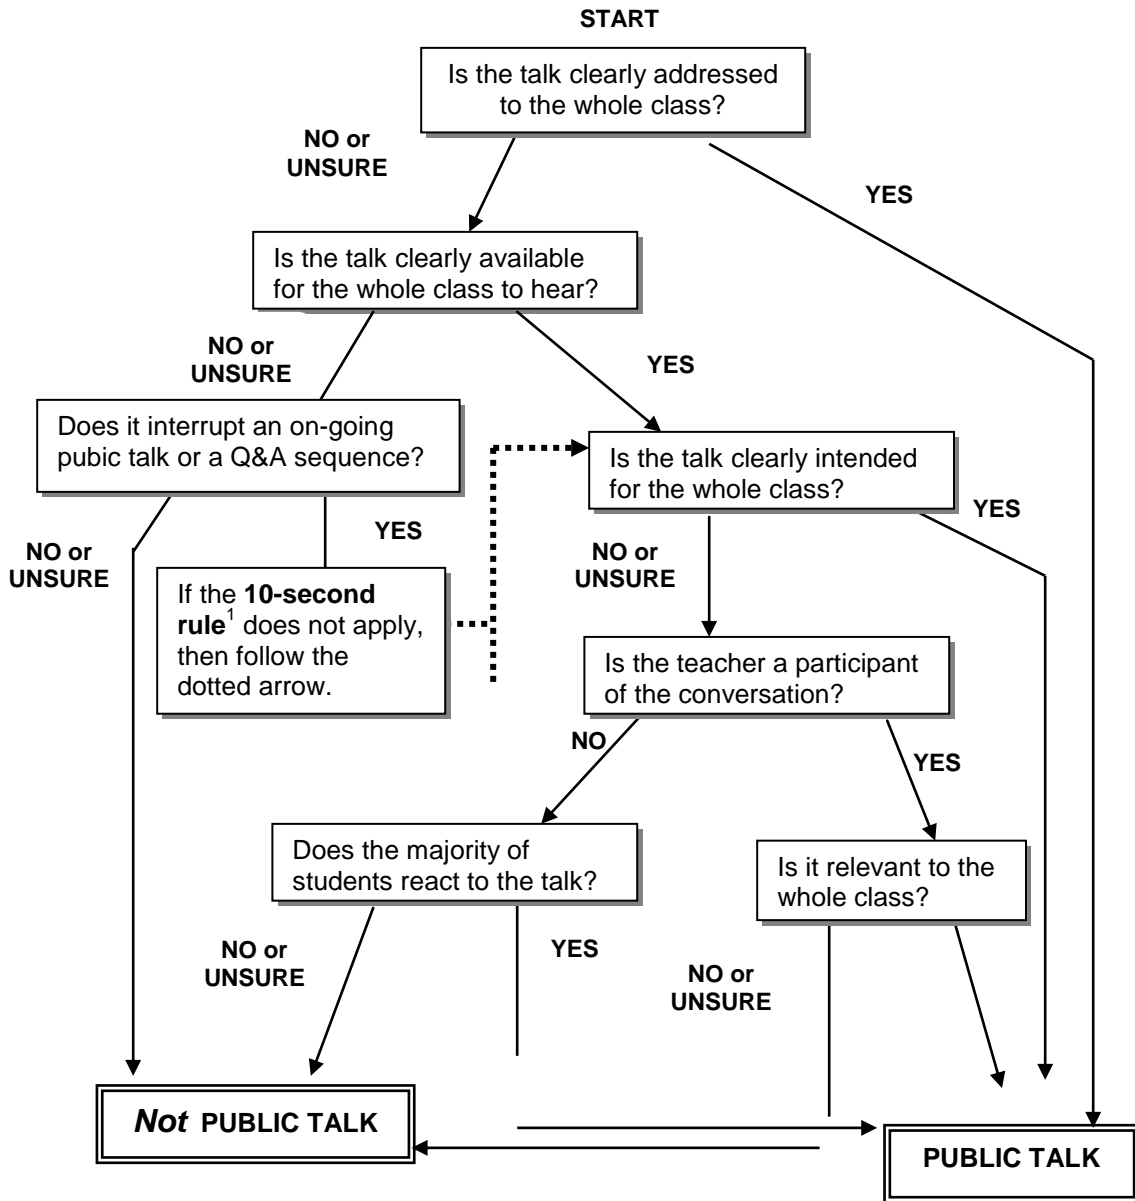 START
Is the talk clearly addressed
to the whole class?
NO or
UNSURE
YES
Is the talk clearly available
for the whole class to hear?
NO or
UNSURE
YES
Does it interrupt an on-going
pubic talk or a Q&A sequence?
Is the talk clearly intended
for the whole class?
NO or
UNSURE
YES
NO or
UNSURE
YES
If the 10-second
rule1 does not apply,
then follow the
dotted arrow.
Is the teacher a participant
of the conversation?
NO
YES
Does the majority of
students react to the talk?
Is it relevant to the
whole class?
NO or
UNSURE
YES
NO or
UNSURE
Not PUBLIC TALK
PUBLIC TALK